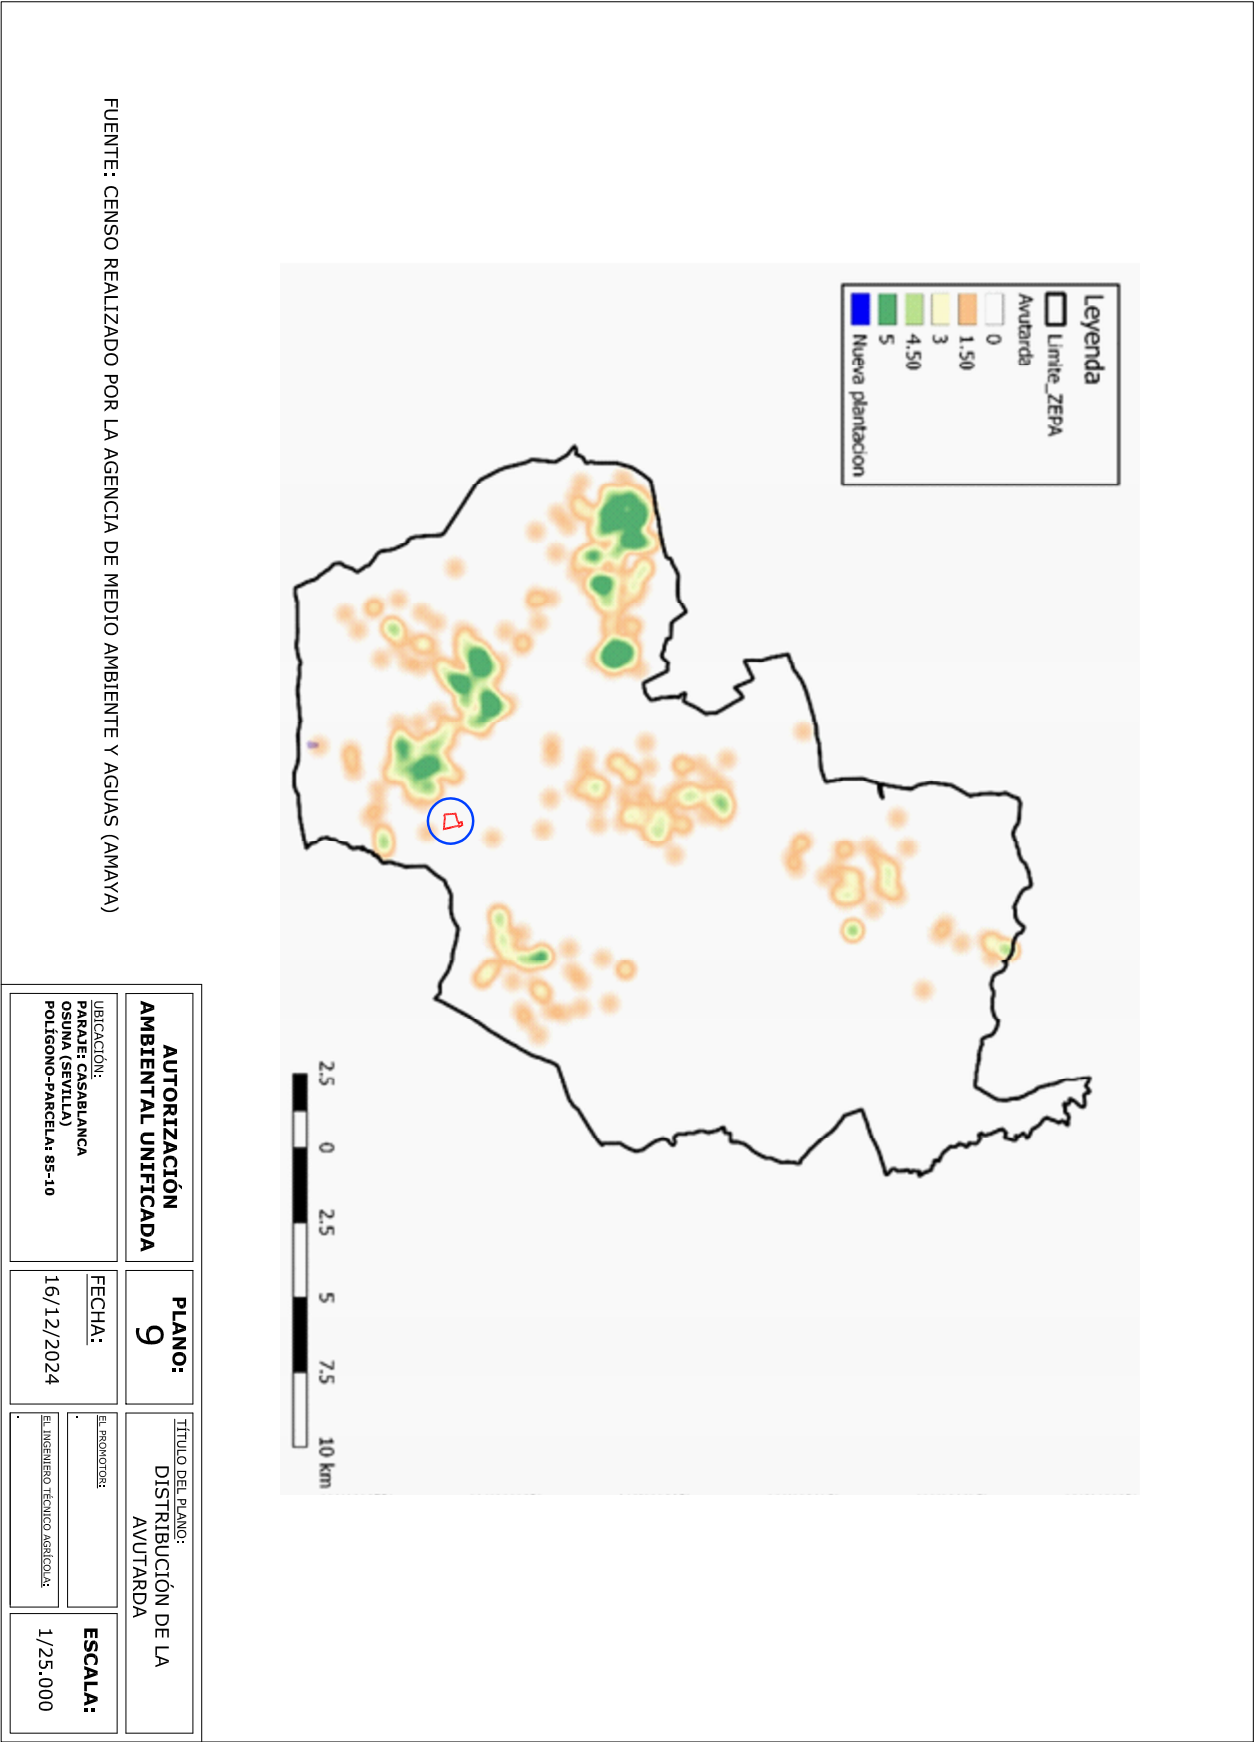 Leyenda
Limite_ZEPA
Avutarda
0
1.50
3
4.50
5
Nueva plantacion
2.5 0 2.5 5 7.5 10 km
FUENTE: CENSO REALIZADO POR LA AGENCIA DE MEDIO AMBIENTE Y AGUAS (AMAYA)
AUTORIZACIÓN
AMBIENTAL UNIFICADA
UBICACIÓN:
PARAJE: CASABLANCA
OSUNA (SEVILLA)
POLÍGONO-PARCELA: 85-10
PLANO:
9
FECHA:
16/12/2024
TÍTULO DEL PLANO:
DISTRIBUCIÓN DE LA
AVUTARDA
EL PROMOTOR:
.
EL INGENIERO TÉCNICO AGRÍCOLA:
.
ESCALA:
1/25.000